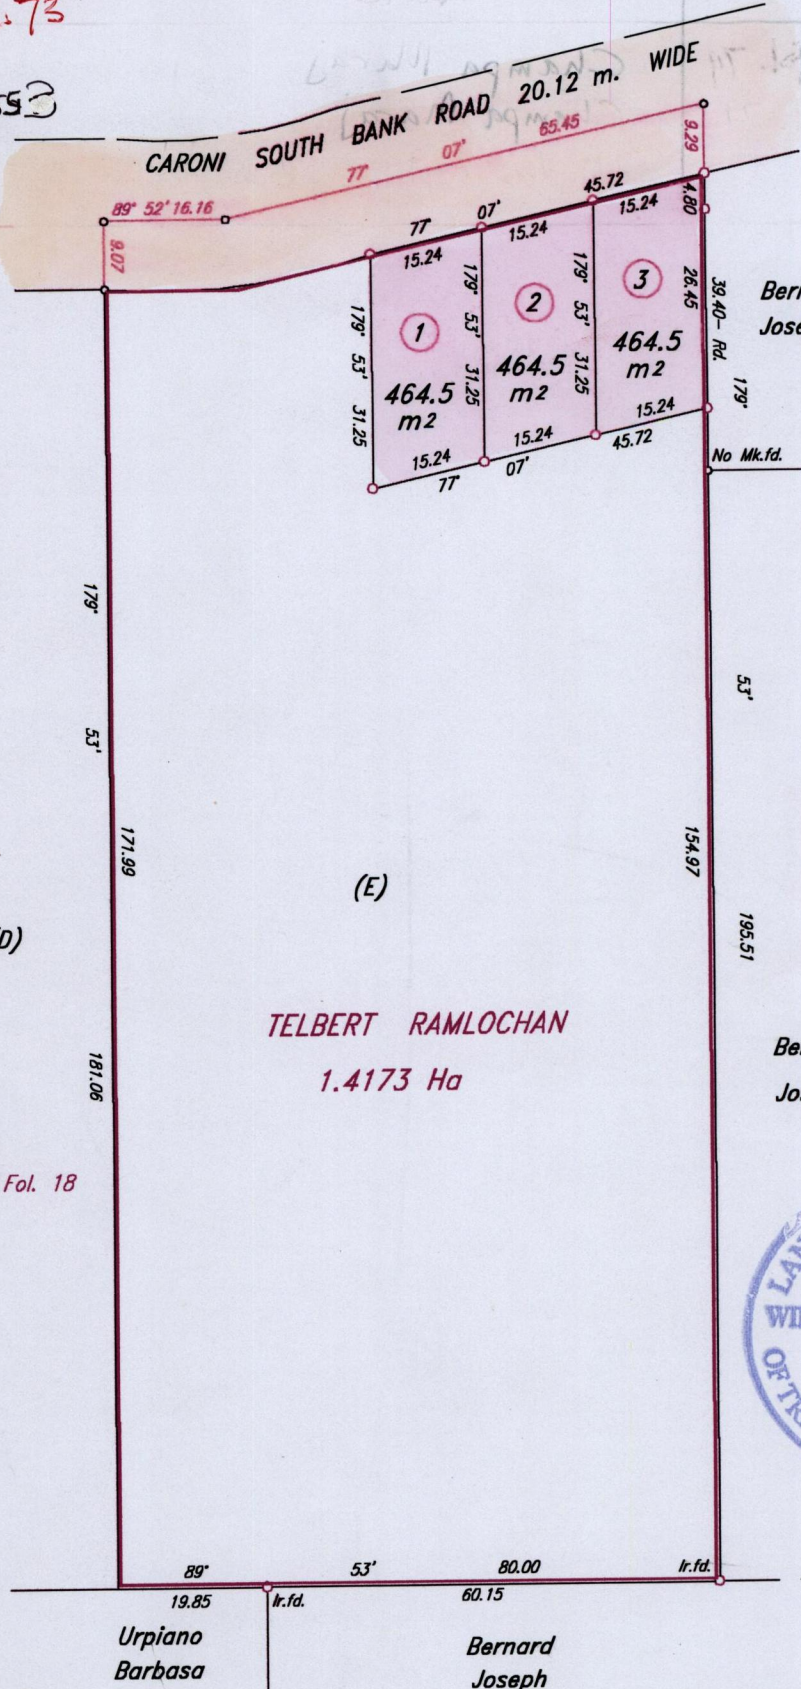 .73
CARONI SOUTH BANK ROAD 20.12 m. WIDE
77° 07' 65.45
9.29
89° 52' 16.16
9.07
77° 07' 45.72
15.24
15.24
15.24
4.80
26.45
39.40- Rd.
179° 53' 31.25
179° 53' 31.25
179° 53' 31.25
1
464.5
m2
2
464.5
m2
3
464.5
m2
15.24
15.24
15.24
77° 07' 45.72
No Mk.fd.
179° 53' 195.51
154.97
179° 53' 181.06
171.99
(E)
TELBERT RAMLOCHAN
1.4173 Ha
Fol. 18
LAN
WI
OF TR
89° 53' 80.00
Ir.fd.
19.85
Ir.fd.
60.15
Urpiano
Barbasa
Bernard
Joseph